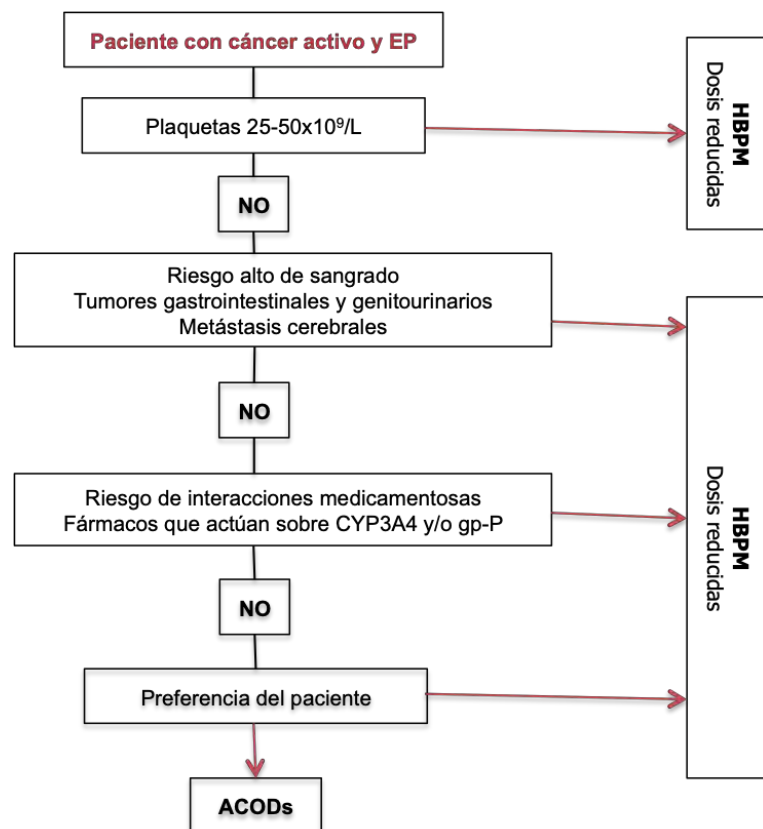 Paciente con cáncer activo y EP
Plaquetas 25-50x10⁹/L
HBPM
Dosis reducidas
NO
Riesgo alto de sangrado
Tumores gastrointestinales y genitourinarios
Metástasis cerebrales
NO
Riesgo de interacciones medicamentosas
Fármacos que actúan sobre CYP3A4 y/o gp-P
HBPM
Dosis reducidas
NO
Preferencia del paciente
ACODs